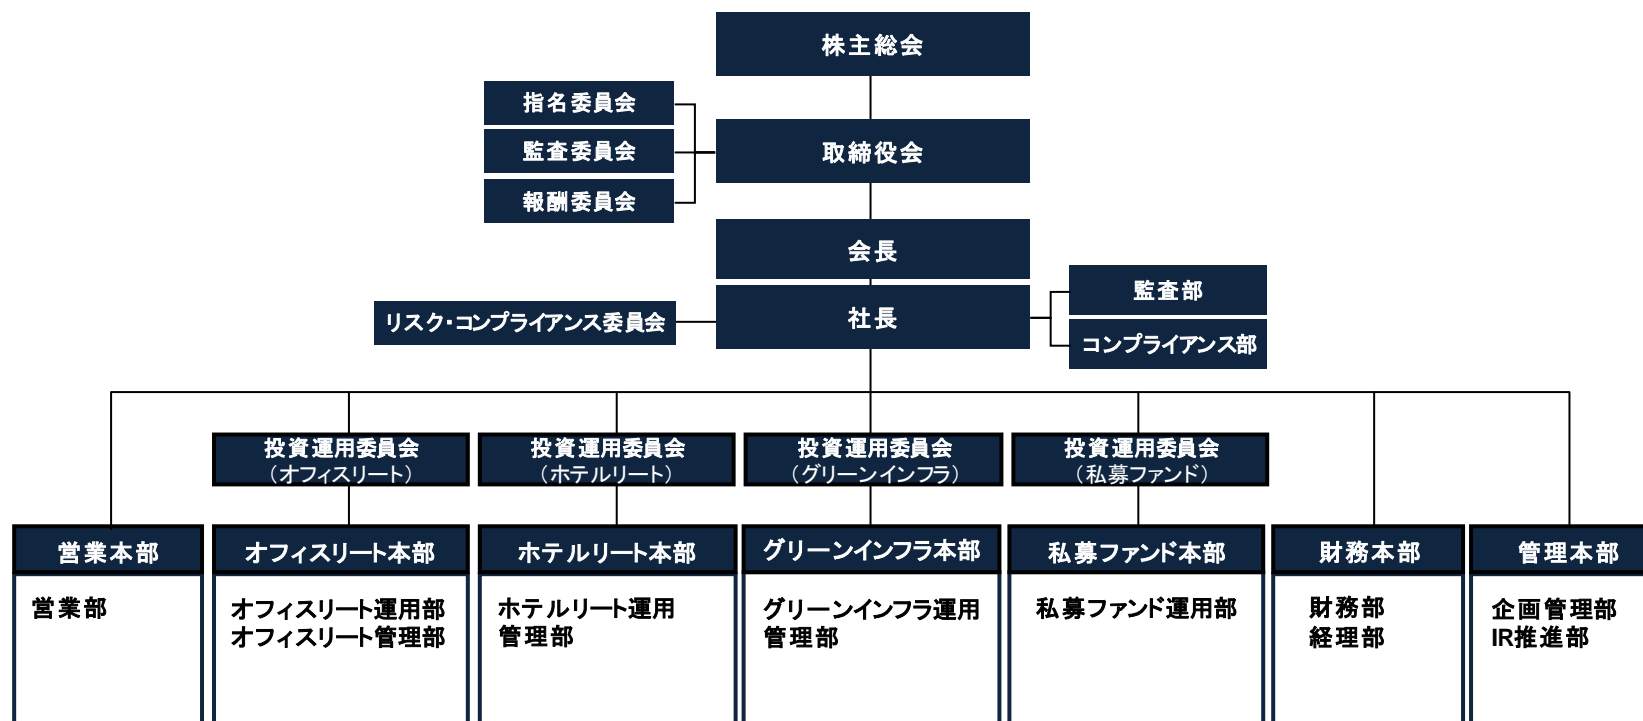 株主総会
指名委員会
監査委員会
取締役会
報酬委員会
会長
監査部
リスク・コンプライアンス委員会
社長
コンプライアンス部
投資運用委員会
（オフィスリート）
投資運用委員会
（ホテルリート）
投資運用委員会
（グリーンインフラ）
投資運用委員会
（私募ファンド）
営業本部
営業部
オフィスリート本部
オフィスリート運用部
オフィスリート管理部
ホテルリート本部
ホテルリート運用
管理部
グリーンインフラ本部
グリーンインフラ運用
管理部
私募ファンド本部
私募ファンド運用部
財務本部
財務部
経理部
管理本部
企画管理部
IR推進部